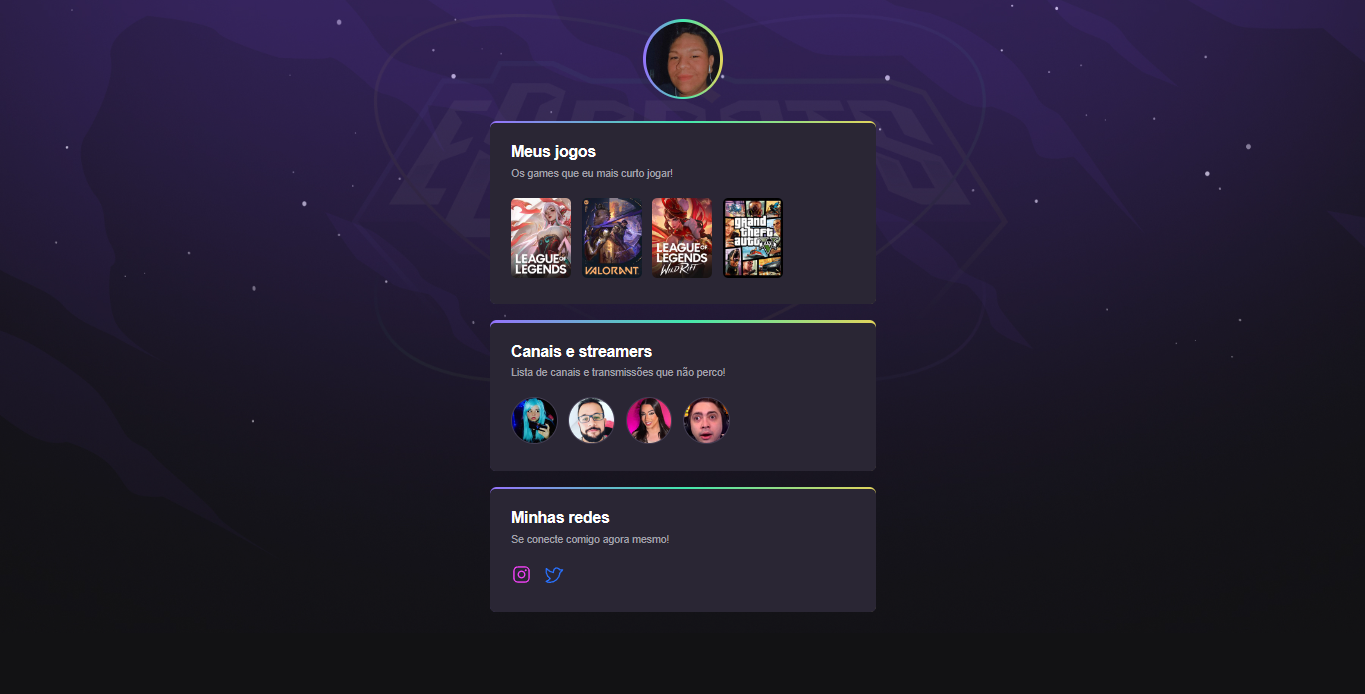 ESPORTS
Meus jogos
Os games que eu mais curto jogar!
LEAGUE OF
LEGENDS
VALORANT
LEAGUE OF
LEGENDS
WILD RIFT
grand
theft
auto
V
Canais e streamers
Lista de canais e transmissões que não perco!
Minhas redes
Se conecte comigo agora mesmo!